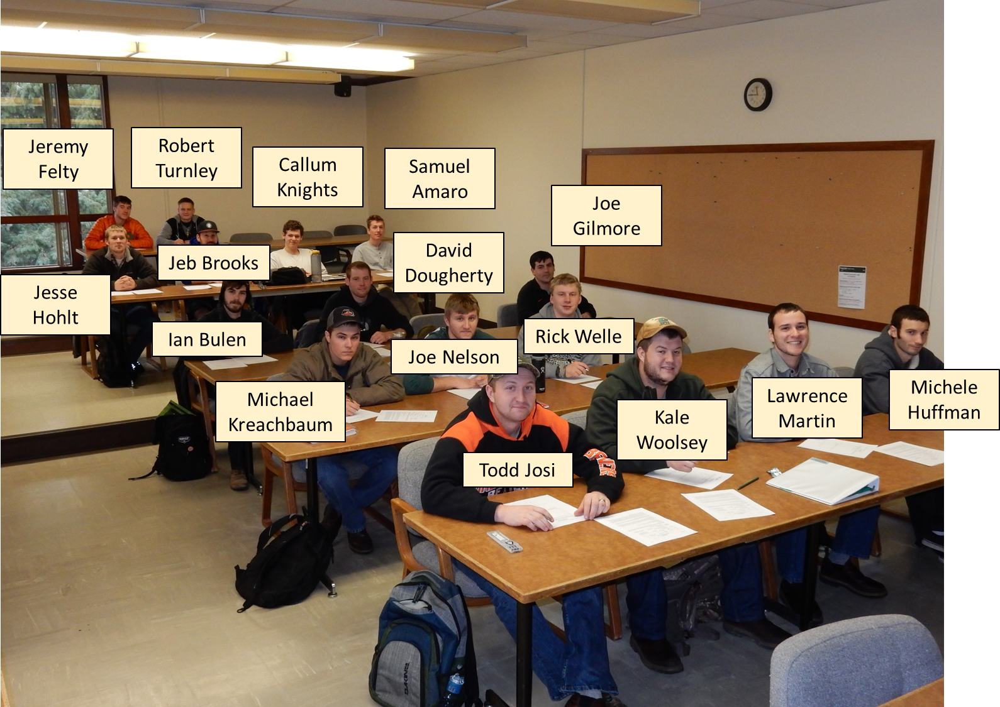 Jeremy
Felty
Robert
Turnley
Callum
Knights
Samuel
Amaro
Joe
Gilmore
David
Dougherty
Jeb Brooks
Jesse
Hohlt
Ian Bulen
Rick Welle
Joe Nelson
Michael
Kreachbaum
Kale
Woolsey
Lawrence
Martin
Michele
Huffman
Todd Josi
DAKINE